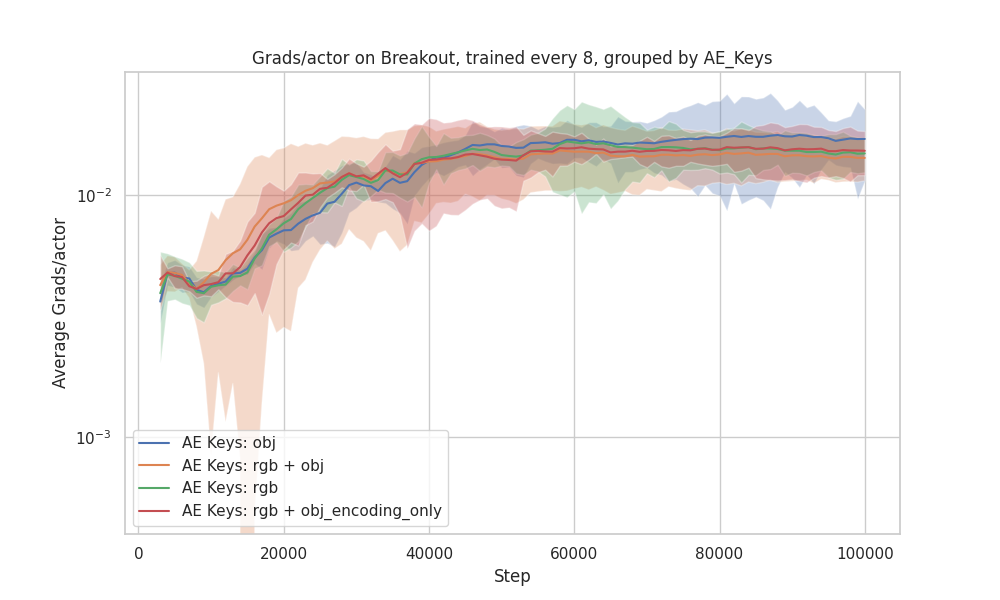 Grads/actor on Breakout, trained every 8, grouped by AE_Keys
Average Grads/actor
10⁻²
10⁻³
AE Keys: obj
AE Keys: rgb + obj
AE Keys: rgb
AE Keys: rgb + obj_encoding_only
0 20000 40000 60000 80000 100000
Step